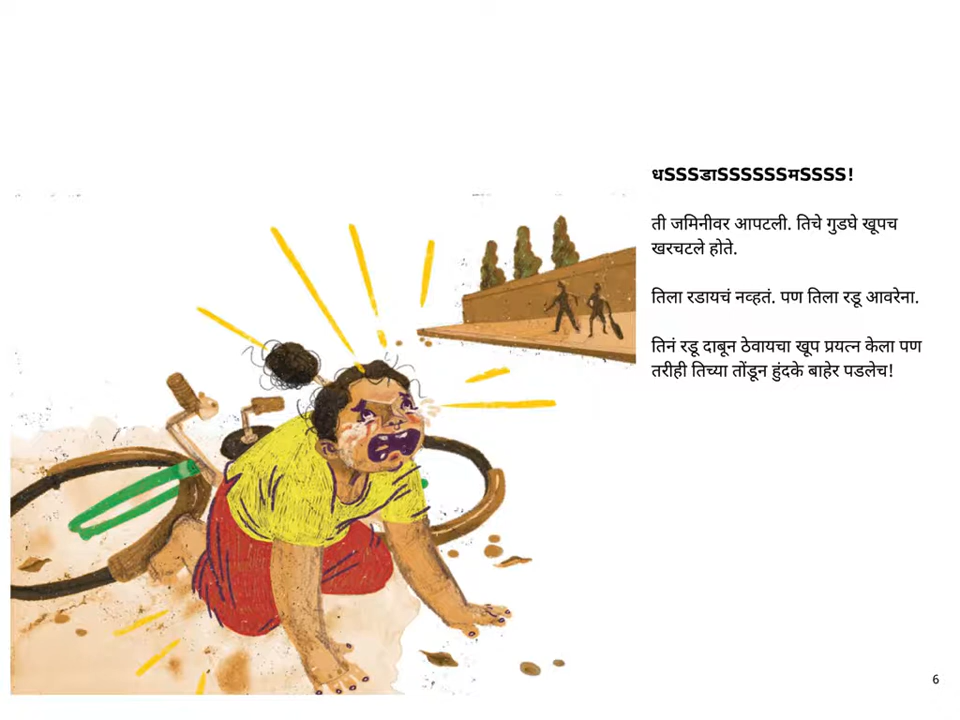 धSSSडाSSSSSSमSSSS!
ती जमिनीवर आपटली. तिचे गुडघे खूपच
खरचटले होते.
तिला रडायचं नव्हतं. पण तिला रडू आवरेना.
तिनं रडू दाबून ठेवायचा खूप प्रयत्न केला पण
तरीही तिच्या तोंडून हुंदके बाहेर पडलेच!
6